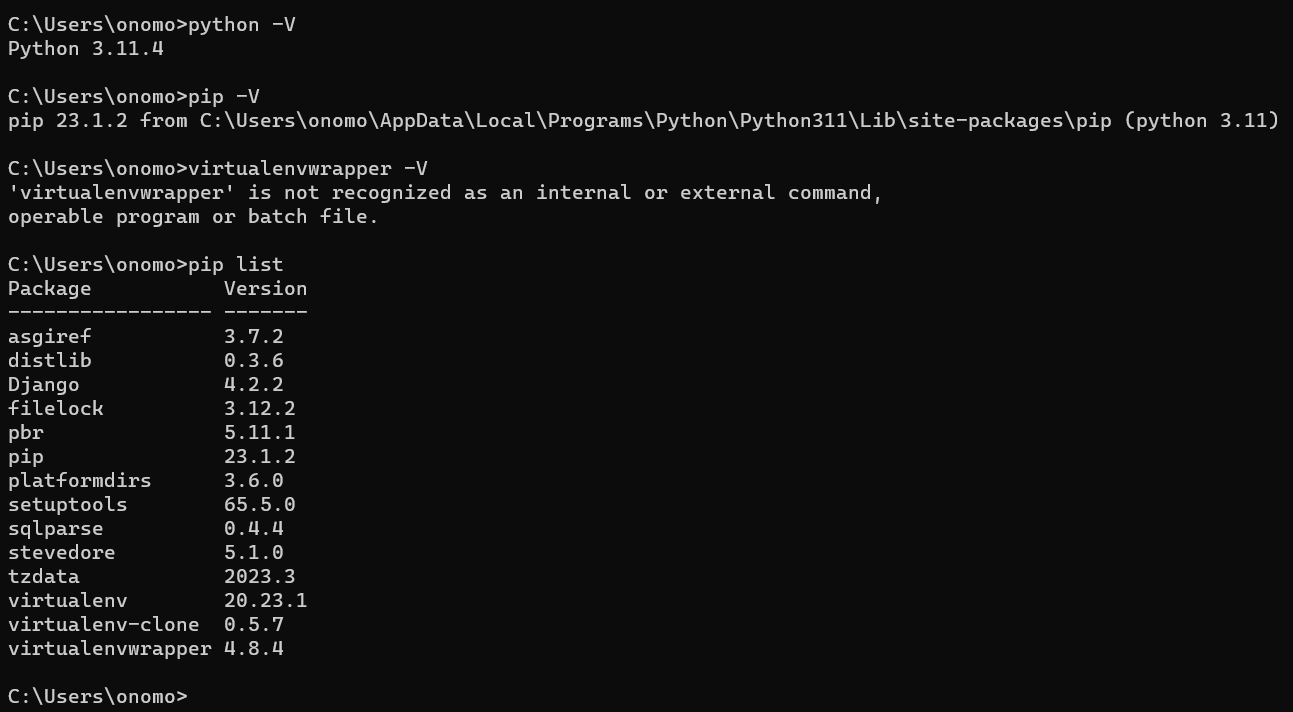 C:\Users\onomo>python -V
Python 3.11.4
C:\Users\onomo>pip -V
pip 23.1.2 from C:\Users\onomo\AppData\Local\Programs\Python\Python311\Lib\site-packages\pip (python 3.11)
C:\Users\onomo>virtualenvwrapper -V
'virtualenvwrapper' is not recognized as an internal or external command,
operable program or batch file.
C:\Users\onomo>pip list
Package           Version
----------------- -------
asgiref           3.7.2
distlib           0.3.6
Django            4.2.2
filelock          3.12.2
pbr               5.11.1
pip               23.1.2
platformdirs      3.6.0
setuptools        65.5.0
sqlparse          0.4.4
stevedore         5.1.0
tzdata            2023.3
virtualenv        20.23.1
virtualenv-clone  0.5.7
virtualenvwrapper 4.8.4
C:\Users\onomo>